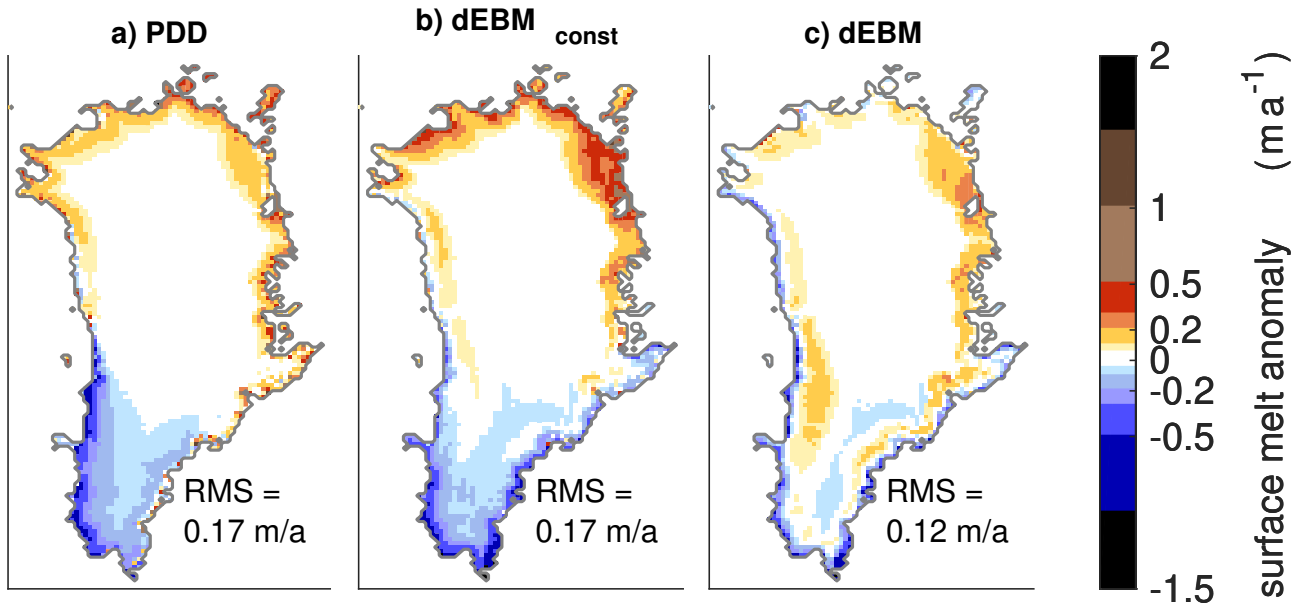 a) PDD
b) dEBM const
c) dEBM
RMS =
0.17 m/a
RMS =
0.17 m/a
RMS =
0.12 m/a
2
1
0.5
0.2
0
-0.2
-0.5
-1.5
surface melt anomaly (m a⁻¹)